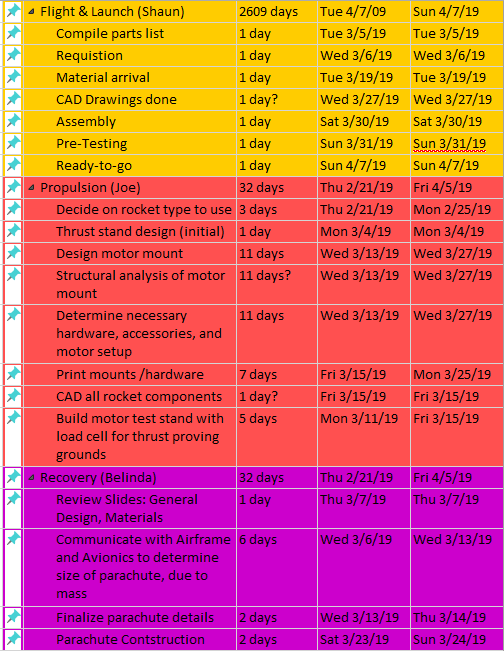 Flight & Launch (Shaun) 2609 days Tue 4/7/09 Sun 4/7/19
Compile parts list 1 day Tue 3/5/19 Tue 3/5/19
Requistion 1 day Wed 3/6/19 Wed 3/6/19
Material arrival 1 day Tue 3/19/19 Tue 3/19/19
CAD Drawings done 1 day? Wed 3/27/19 Wed 3/27/19
Assembly 1 day Sat 3/30/19 Sat 3/30/19
Pre-Testing 1 day Sun 3/31/19 Sun 3/31/19
Ready-to-go 1 day Sun 4/7/19 Sun 4/7/19
Propulsion (Joe) 32 days Thu 2/21/19 Fri 4/5/19
Decide on rocket type to use 3 days Thu 2/21/19 Mon 2/25/19
Thrust stand design (initial) 1 day Mon 3/4/19 Mon 3/4/19
Design motor mount 11 days Wed 3/13/19 Wed 3/27/19
Structural analysis of motor 11 days? Wed 3/13/19 Wed 3/27/19
mount
Determine necessary 11 days Wed 3/13/19 Wed 3/27/19
hardware, accessories, and
motor setup
Print mounts /hardware 7 days Fri 3/15/19 Mon 3/25/19
CAD all rocket components 1 day? Fri 3/15/19 Fri 3/15/19
Build motor test stand with 5 days Mon 3/11/19 Fri 3/15/19
load cell for thrust proving
grounds
Recovery (Belinda) 32 days Thu 2/21/19 Fri 4/5/19
Review Slides: General 1 day Thu 3/7/19 Thu 3/7/19
Design, Materials
Communicate with Airframe 6 days Wed 3/6/19 Wed 3/13/19
and Avionics to determine
size of parachute, due to
mass
Finalize parachute details 2 days Wed 3/13/19 Thu 3/14/19
Parachute Contstruction 2 days Sat 3/23/19 Sun 3/24/19